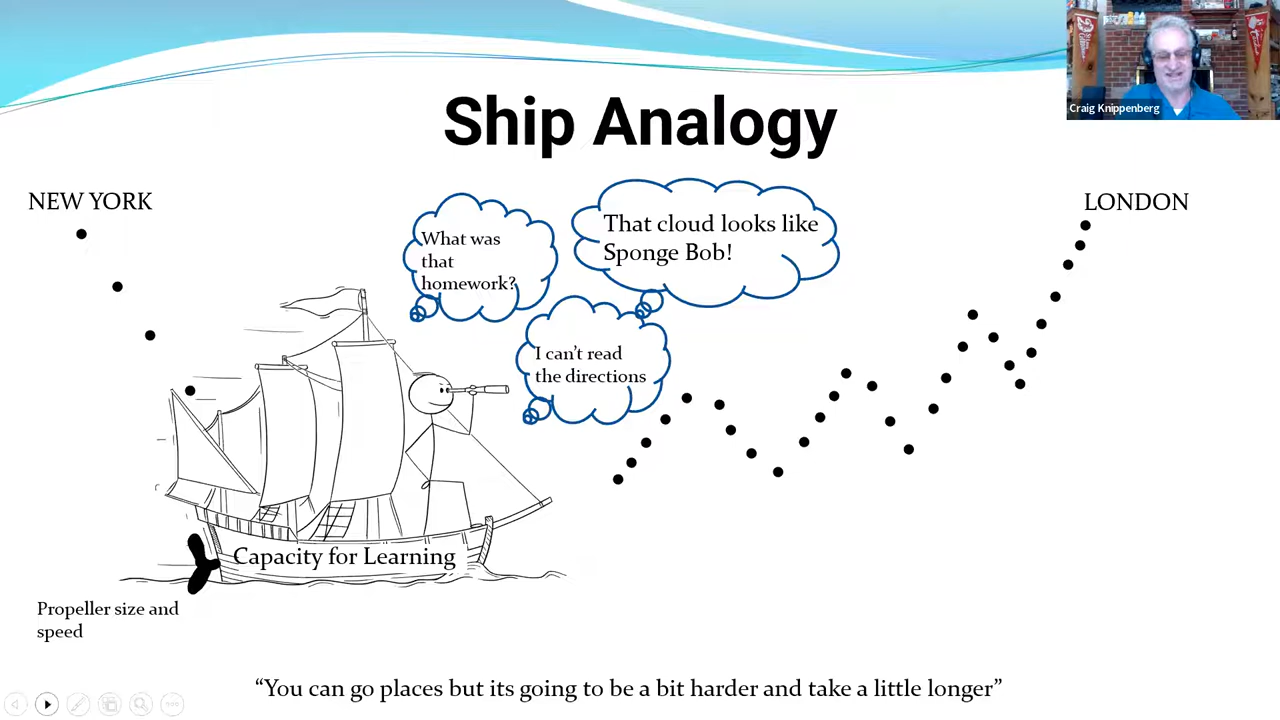 Craig Knippenberg
Ship Analogy
NEW YORK
LONDON
What was
that
homework?
That cloud looks like
Sponge Bob!
I can't read
the directions
Capacity for Learning
Propeller size and
speed
“You can go places but its going to be a bit harder and take a little longer”